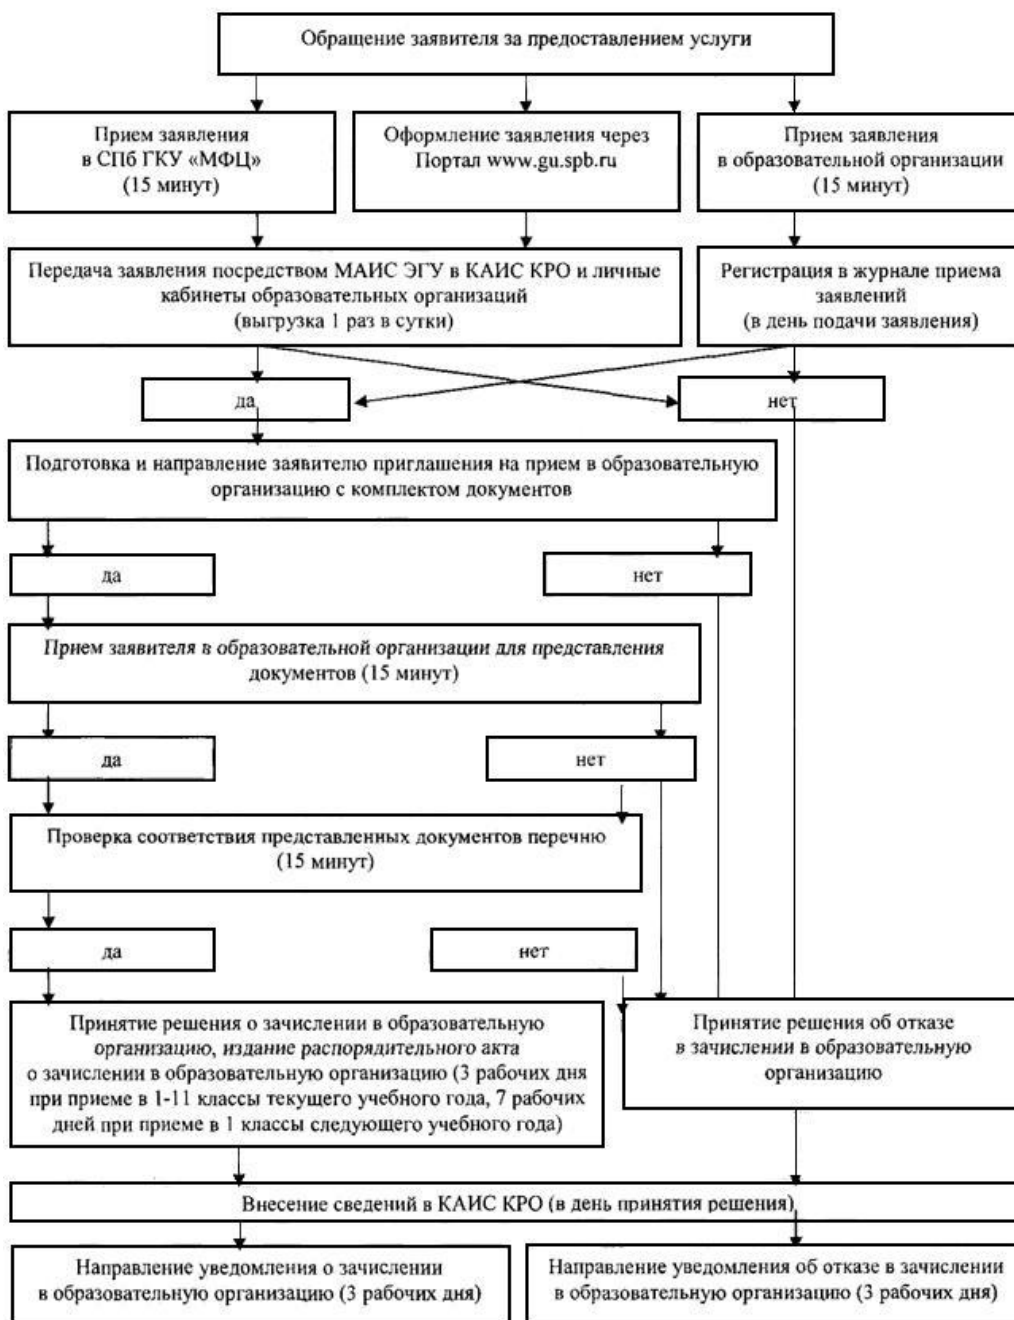 Обращение заявителя за предоставлением услуги
Прием заявления
в СПб ГКУ «МФЦ»
(15 минут)
Оформление заявления через
Портал www.gu.spb.ru
Прием заявления
в образовательной организации
(15 минут)
Передача заявления посредством МАИС ЭГУ в КАИС КРО и личные
кабинеты образовательных организаций
(выгрузка 1 раз в сутки)
Регистрация в журнале приема
заявлений
(в день подачи заявления)
да
нет
Подготовка и направление заявителю приглашения на прием в образовательную
организацию с комплектом документов
да
нет
Прием заявителя в образовательной организации для представления
документов (15 минут)
да
нет
Проверка соответствия представленных документов перечню
(15 минут)
да
нет
Принятие решения о зачислении в образовательную
организацию, издание распорядительного акта
о зачислении в образовательную организацию (3 рабочих дня
при приеме в 1-11 классы текущего учебного года, 7 рабочих
дней при приеме в 1 классы следующего учебного года)
Принятие решения об отказе
в зачислении в образовательную
организацию
Внесение сведений в КАИС КРО (в день принятия решения)
Направление уведомления о зачислении
в образовательную организацию (3 рабочих дня)
Направление уведомления об отказе в зачислении
в образовательную организацию (3 рабочих дня)